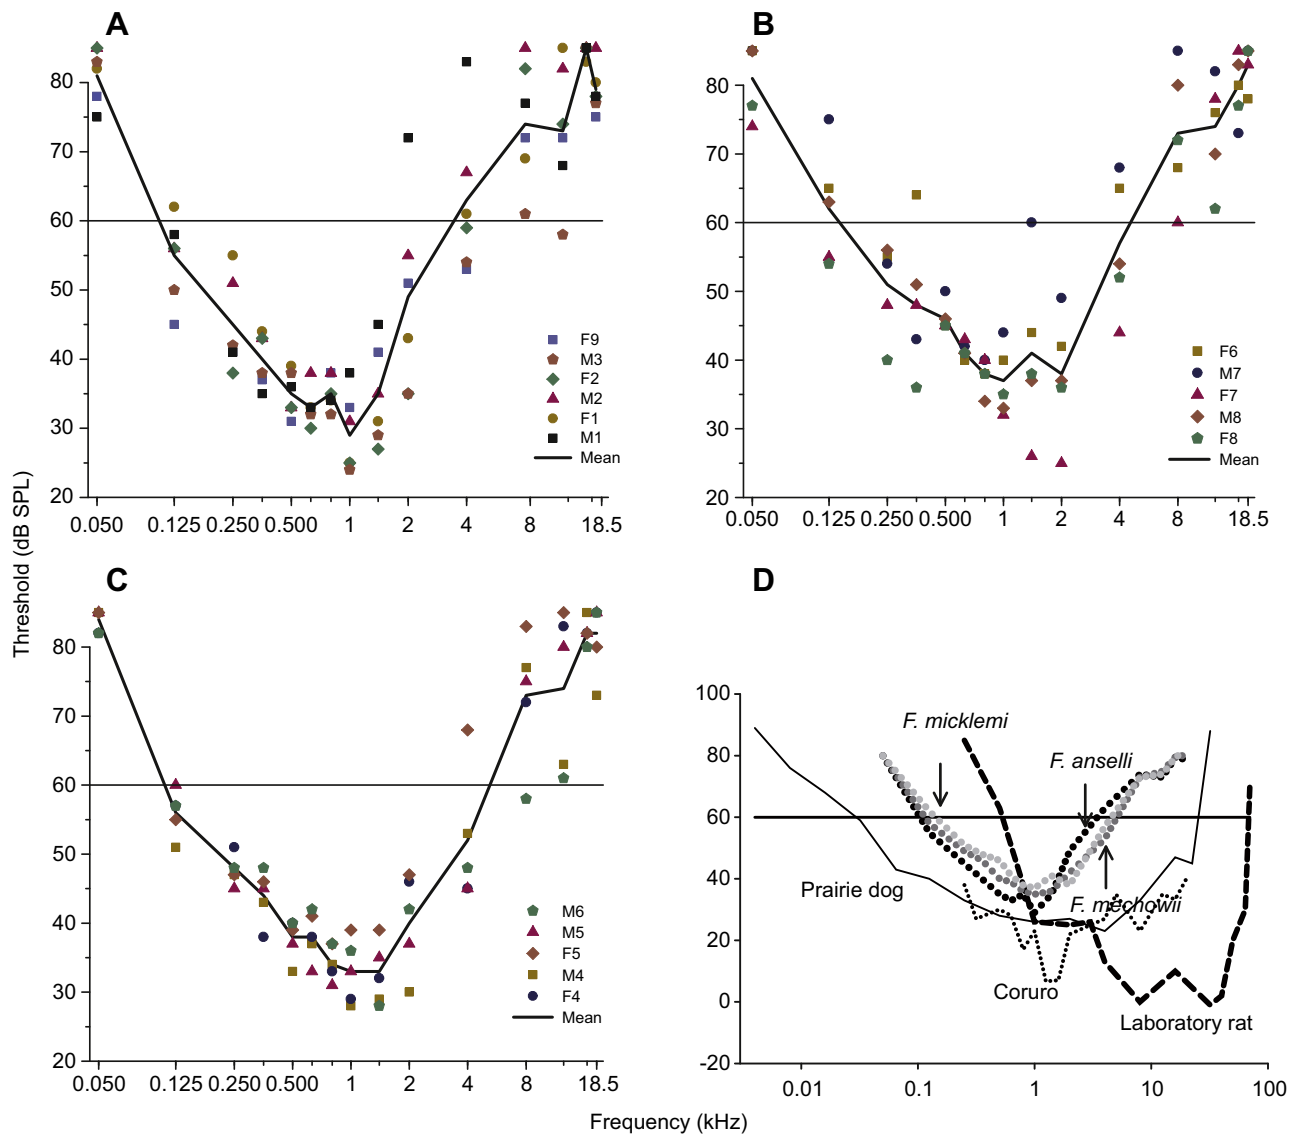 A
80
70
60
50
40
30
20
0.050
0.125
0.250
0.500
1
2
4
8
18.5
F9
M3
F2
M2
F1
M1
Mean
B
80
70
60
50
40
30
20
0.050
0.125
0.250
0.500
1
2
4
8
18.5
F6
M7
F7
M8
F8
Mean
Threshold (dB SPL)
C
80
70
60
50
40
30
20
0.050
0.125
0.250
0.500
1
2
4
8
18.5
M6
M5
F5
M4
F4
Mean
D
100
80
60
40
20
0
-20
0.01
0.1
1
10
100
F. micklemi
F. anselli
Prairie dog
F. mechowii
Coruro
Laboratory rat
Frequency (kHz)